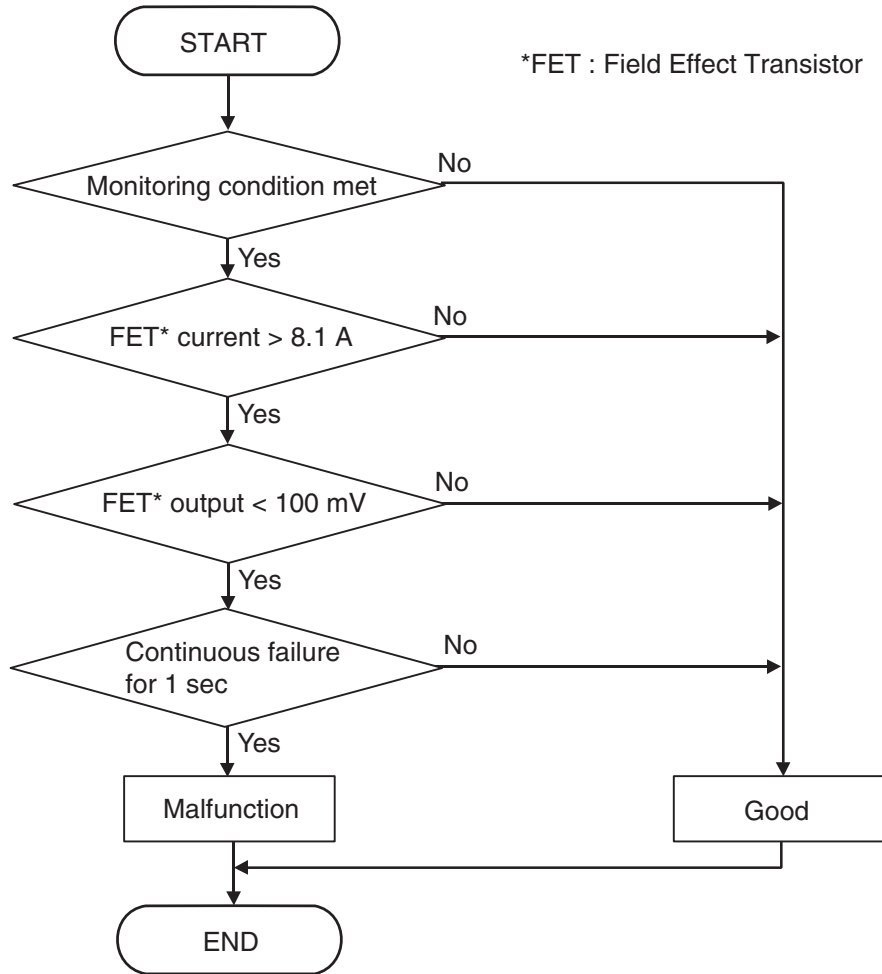 START
*FET : Field Effect Transistor
Monitoring condition met
No
Yes
FET* current > 8.1 A
No
Yes
FET* output < 100 mV
No
Yes
Continuous failure
for 1 sec
No
Yes
Malfunction
Good
END